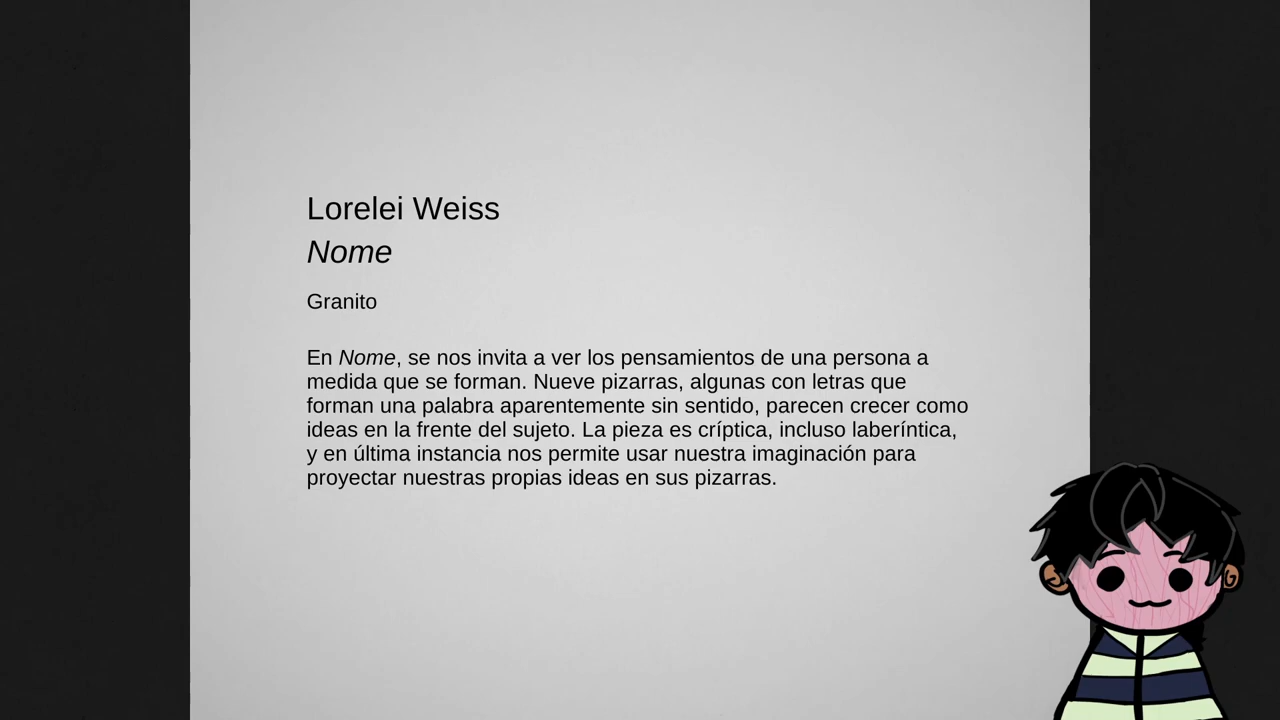 Lorelei Weiss
Nome
Granito
En Nome, se nos invita a ver los pensamientos de una persona a
medida que se forman. Nueve pizarras, algunas con letras que
forman una palabra aparentemente sin sentido, parecen crecer como
ideas en la frente del sujeto. La pieza es críptica, incluso laberíntica,
y en última instancia nos permite usar nuestra imaginación para
proyectar nuestras propias ideas en sus pizarras.